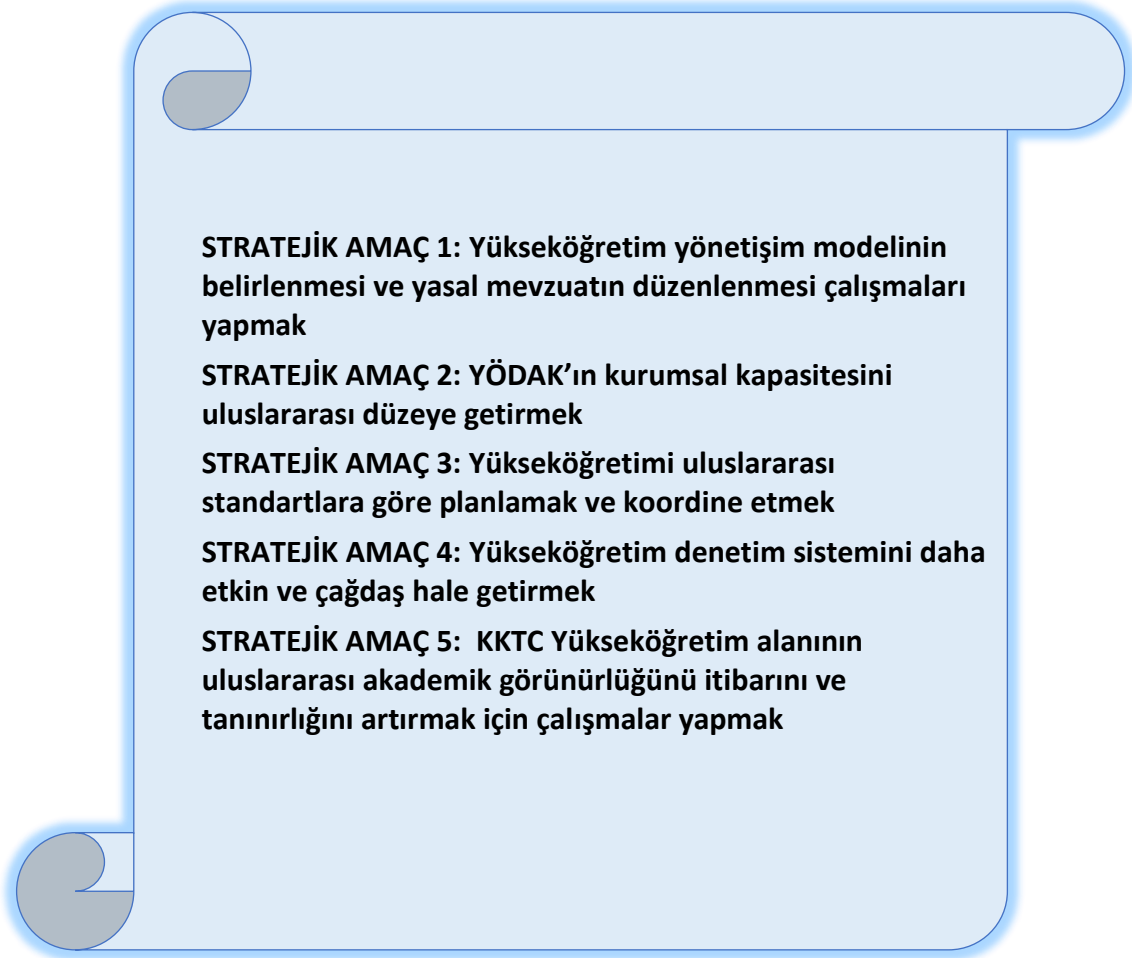 STRATEJİK AMAÇ 1: Yükseköğretim yönetişim modelinin
belirlenmesi ve yasal mevzuatın düzenlenmesi çalışmaları
yapmak
STRATEJİK AMAÇ 2: YÖDAK’ın kurumsal kapasitesini
uluslararası düzeye getirmek
STRATEJİK AMAÇ 3: Yükseköğretimi uluslararası
standartlara göre planlamak ve koordine etmek
STRATEJİK AMAÇ 4: Yükseköğretim denetim sistemini daha
etkin ve çağdaş hale getirmek
STRATEJİK AMAÇ 5:  KKTC Yükseköğretim alanının
uluslararası akademik görünürlüğünü itibarını ve
tanınırlığını artırmak için çalışmalar yapmak